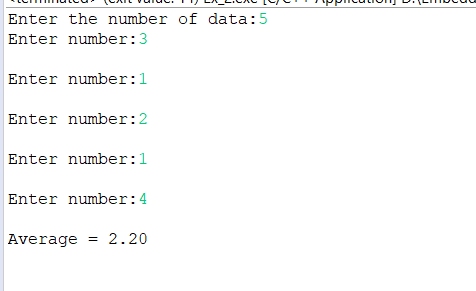 Enter the number of data:5
Enter number:3
Enter number:1
Enter number:2
Enter number:1
Enter number:4
Average = 2.20